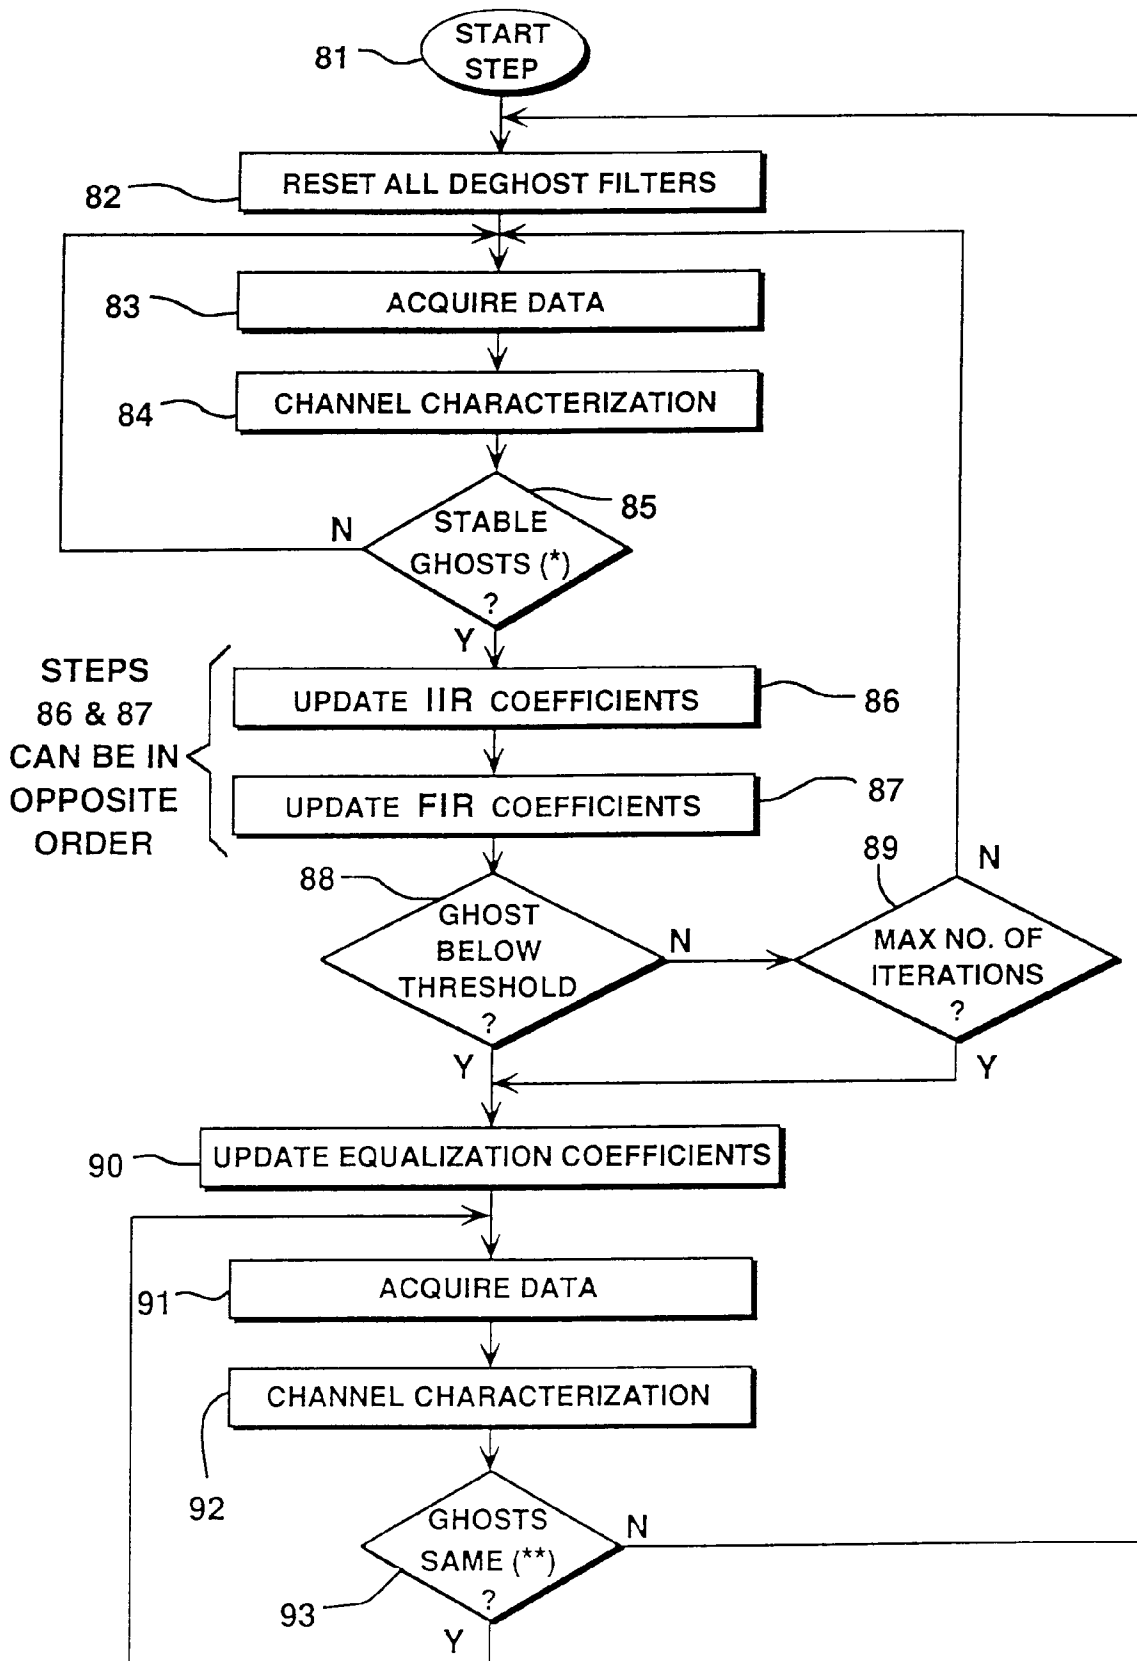 START
STEP
81
82
RESET ALL DEGHOST FILTERS
83
ACQUIRE DATA
84
CHANNEL CHARACTERIZATION
85
N
STABLE
GHOSTS (*)
?
Y
STEPS
86 & 87
CAN BE IN
OPPOSITE
ORDER
UPDATE IIR COEFFICIENTS
86
UPDATE FIR COEFFICIENTS
87
88
GHOST
BELOW
THRESHOLD
?
N
Y
89
N
MAX NO. OF
ITERATIONS
?
Y
90
UPDATE EQUALIZATION COEFFICIENTS
91
ACQUIRE DATA
92
CHANNEL CHARACTERIZATION
93
GHOSTS
SAME (**)
?
N
Y